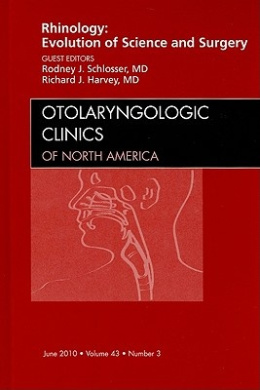 Rhinology:
Evolution of Science and Surgery
GUEST EDITORS
Rodney J. Schlosser, MD
Richard J. Harvey, MD
OTOLARYNGOLOGIC
CLINICS
OF NORTH AMERICA
June 2010 • Volume 43 • Number 3